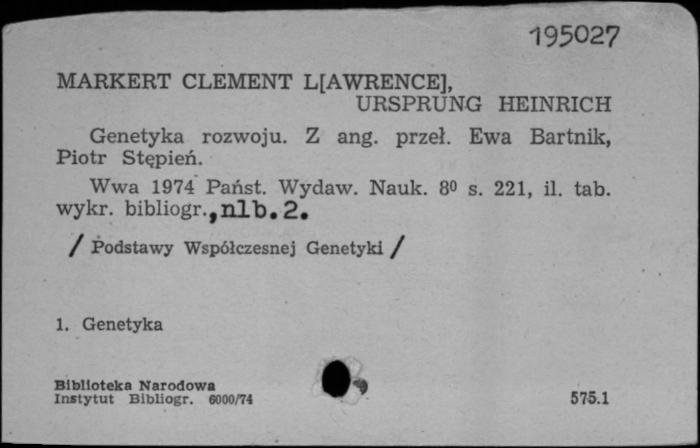 195027
MARKERT CLEMENT L[AWRENCE],
URSPRUNG HEINRICH
Genetyka rozwoju. Z ang. przeł. Ewa Bartnik,
Piotr Stępień.
Wwa 1974 Państ. Wydaw. Nauk. 8⁰ s. 221, il. tab.
wykr. bibliogr.,nlb.2.
/ Podstawy Współczesnej Genetyki /
1. Genetyka
Biblioteka Narodowa
Instytut Bibliogr. 6000/74
575.1